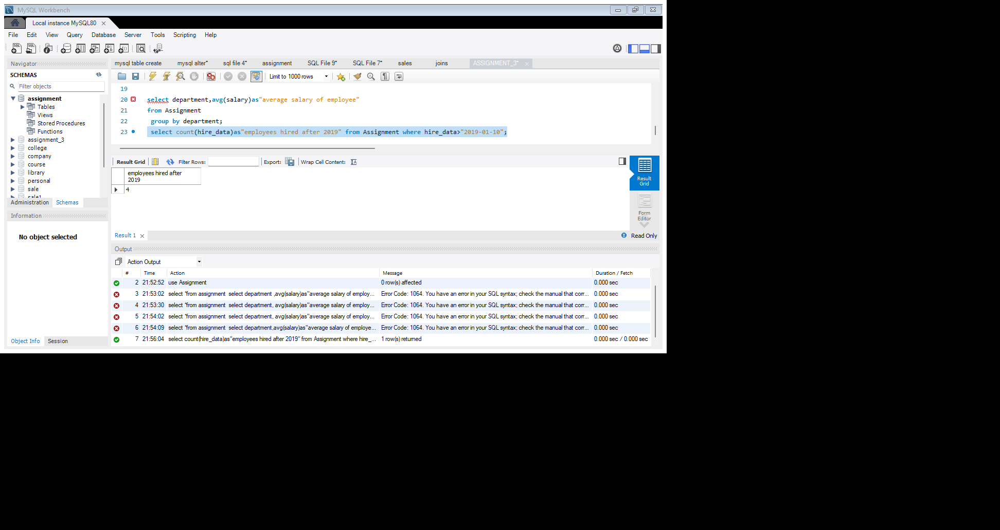 MySQL Workbench
Local instance MySQL80
File Edit View Query Database Server Tools Scripting Help
Navigator
SCHEMAS
Filter objects
assignment
Tables
Views
Stored Procedures
Functions
assignment_3
college
company
course
library
personal
sale
sale1
Administration Schemas
Information
No object selected
Object Info Session
mysql table create mysql alter* sql file 4* assignment SQL File 9* SQL File 7* sales joins ASSIGNMENT_3*
Limit to 1000 rows
19
20 select department,avg(salary)as"average salary of employee"
21 from Assignment
22 group by department;
23 select count(hire_data)as"employees hired after 2019" from Assignment where hire_data>"2019-01-10";
Result Grid Filter Rows: Export: Wrap Cell Content:
employees hired after
2019
4
Result
Grid
Form
Editor
Result 1
Read Only
Output
Action Output
# Time Action Message Duration / Fetch
2 21:52:52 use Assignment 0 row(s) affected 0.000 sec
3 21:53:02 select *from assignment select department ,avg(salary)as"average salary of employ... Error Code: 1064. You have an error in your SQL syntax; check the manual that corr... 0.000 sec
4 21:53:30 select *from assignment select department, avg(salary)as"average salary of employ... Error Code: 1064. You have an error in your SQL syntax; check the manual that corr... 0.000 sec
5 21:54:02 select *from assignment select department, avg(salary)as"average salary of employ... Error Code: 1064. You have an error in your SQL syntax; check the manual that corr... 0.000 sec
6 21:54:09 select *from assignment select department,avg(salary)as"average salary of employe... Error Code: 1064. You have an error in your SQL syntax; check the manual that corr... 0.000 sec
7 21:56:04 select count(hire_data)as"employees hired after 2019" from Assignment where hire_... 1 row(s) returned 0.000 sec / 0.000 sec